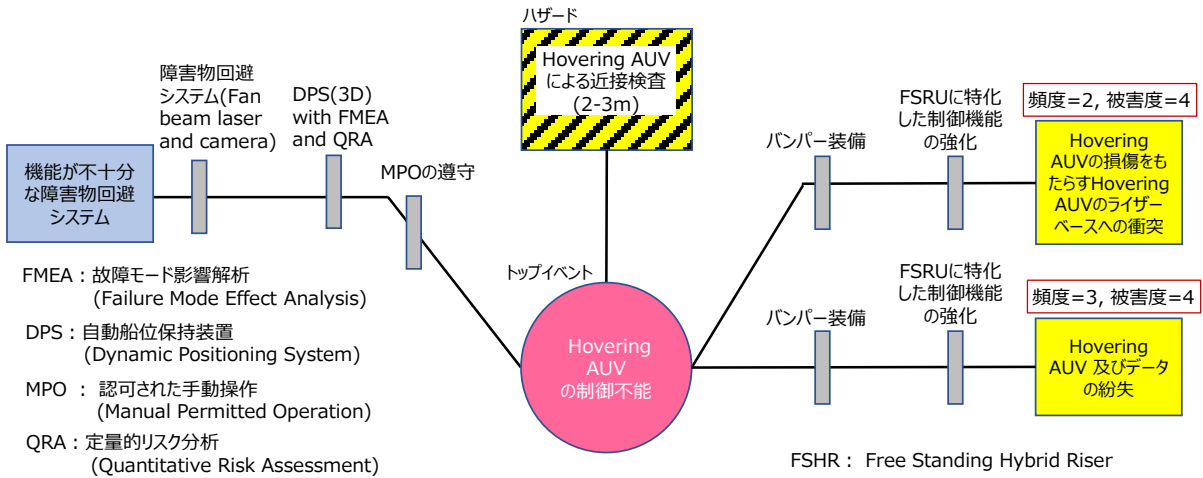 ハザード
Hovering AUV
による近接検査
(2-3m)
障害物回避
システム(Fan
beam laser
and camera)
DPS(3D)
with FMEA
and QRA
MPOの遵守
機能が不十分
な障害物回避
システム
トップイベント
Hovering
AUV
の制御不能
バンパー装備
FSRUに特化
した制御機能
の強化
頻度=2, 被害度=4
Hovering
AUVの損傷をも
たらすHovering
AUVのライザー
ベースへの衝突
バンパー装備
FSRUに特化
した制御機能
の強化
頻度=3, 被害度=4
Hovering
AUV 及びデータ
の紛失
FMEA：故障モード影響解析
(Failure Mode Effect Analysis)
DPS：自動船位保持装置
(Dynamic Positioning System)
MPO ： 認可された手動操作
(Manual Permitted Operation)
QRA：定量的リスク分析
(Quantitative Risk Assessment)
FSHR： Free Standing Hybrid Riser